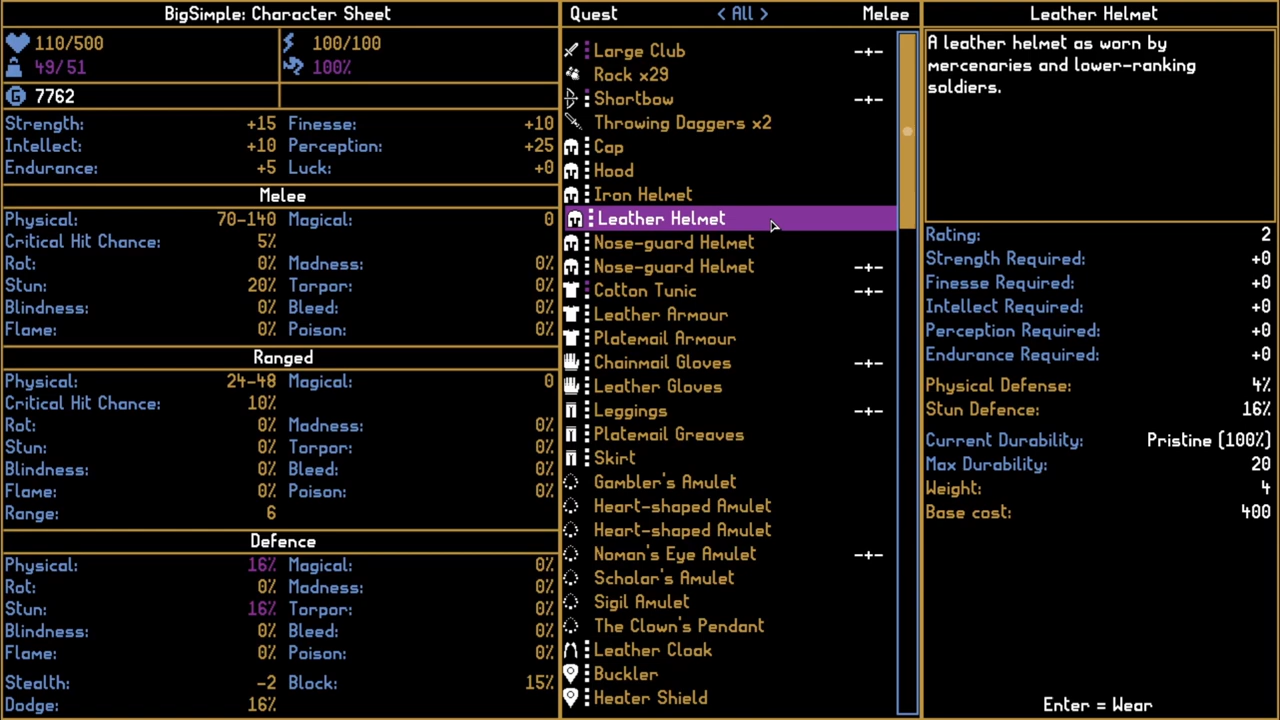 BigSimple: Character Sheet
110/500 100/100
49/51 100%
7762
Strength: +15 Finesse: +10
Intellect: +10 Perception: +25
Endurance: +5 Luck: +0
Melee
Physical: 70-140 Magical: 0
Critical Hit Chance: 5%
Rot: 0% Madness: 0%
Stun: 20% Torpor: 0%
Blindness: 0% Bleed: 0%
Flame: 0% Poison: 0%
Ranged
Physical: 24-48 Magical: 0
Critical Hit Chance: 10%
Rot: 0% Madness: 0%
Stun: 0% Torpor: 0%
Blindness: 0% Bleed: 0%
Flame: 0% Poison: 0%
Range: 6
Defence
Physical: 16% Magical: 0%
Rot: 0% Madness: 0%
Stun: 16% Torpor: 0%
Blindness: 0% Bleed: 0%
Flame: 0% Poison: 0%
Stealth: -2 Block: 15%
Dodge: 16%
Quest < All > Melee
Large Club -+-
Rock x29
Shortbow -+-
Throwing Daggers x2
Cap
Hood
Iron Helmet
Leather Helmet
Nose-guard Helmet
Nose-guard Helmet -+-
Cotton Tunic -+-
Leather Armour
Platemail Armour
Chainmail Gloves -+-
Leather Gloves
Leggings -+-
Platemail Greaves
Skirt
Gambler's Amulet
Heart-shaped Amulet
Heart-shaped Amulet
Noman's Eye Amulet -+-
Scholar's Amulet
Sigil Amulet
The Clown's Pendant
Leather Cloak
Buckler
Heater Shield
Leather Helmet
A leather helmet as worn by
mercenaries and lower-ranking
soldiers.
Rating: 2
Strength Required: +0
Finesse Required: +0
Intellect Required: +0
Perception Required: +0
Endurance Required: +0
Physical Defense: 4%
Stun Defence: 16%
Current Durability: Pristine (100%)
Max Durability: 20
Weight: 4
Base cost: 400
Enter = Wear